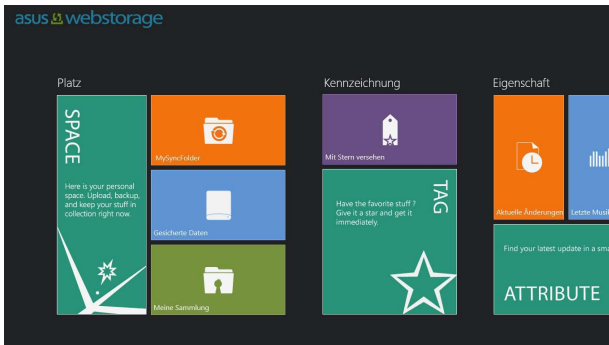 asus webstorage
Platz
SPACE
Here is your personal
space. Upload, backup,
and keep your stuff in
collection right now.
MySyncFolder
Gesicherte Daten
Meine Sammlung
Kennzeichnung
Mit Stern versehen
TAG
Have the favorite stuff ?
Give it a star and get it
immediately.
Eigenschaft
Aktuelle Änderungen
Letzte Musik
Find your latest update in a sma
ATTRIBUTE